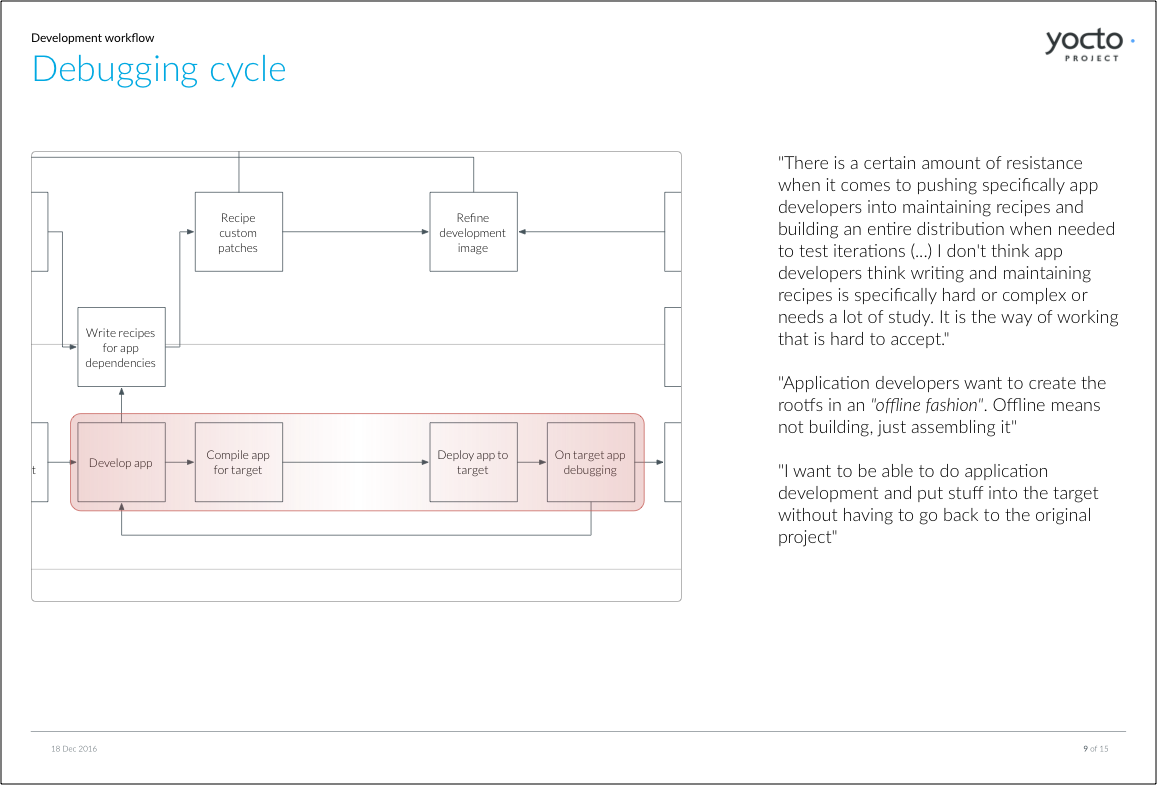 Development workflow
Debugging cycle
yocto
PROJECT
Recipe
custom
patches
Refine
development
image
Write recipes
for app
dependencies
t
Develop app
Compile app
for target
Deploy app to
target
On target app
debugging
"There is a certain amount of resistance
when it comes to pushing specifically app
developers into maintaining recipes and
building an entire distribution when needed
to test iterations (...) I don't think app
developers think writing and maintaining
recipes is specifically hard or complex or
needs a lot of study. It is the way of working
that is hard to accept."
"Application developers want to create the
rootfs in an "offline fashion". Offline means
not building, just assembling it"
"I want to be able to do application
development and put stuff into the target
without having to go back to the original
project"
18 Dec 2016
9 of 15